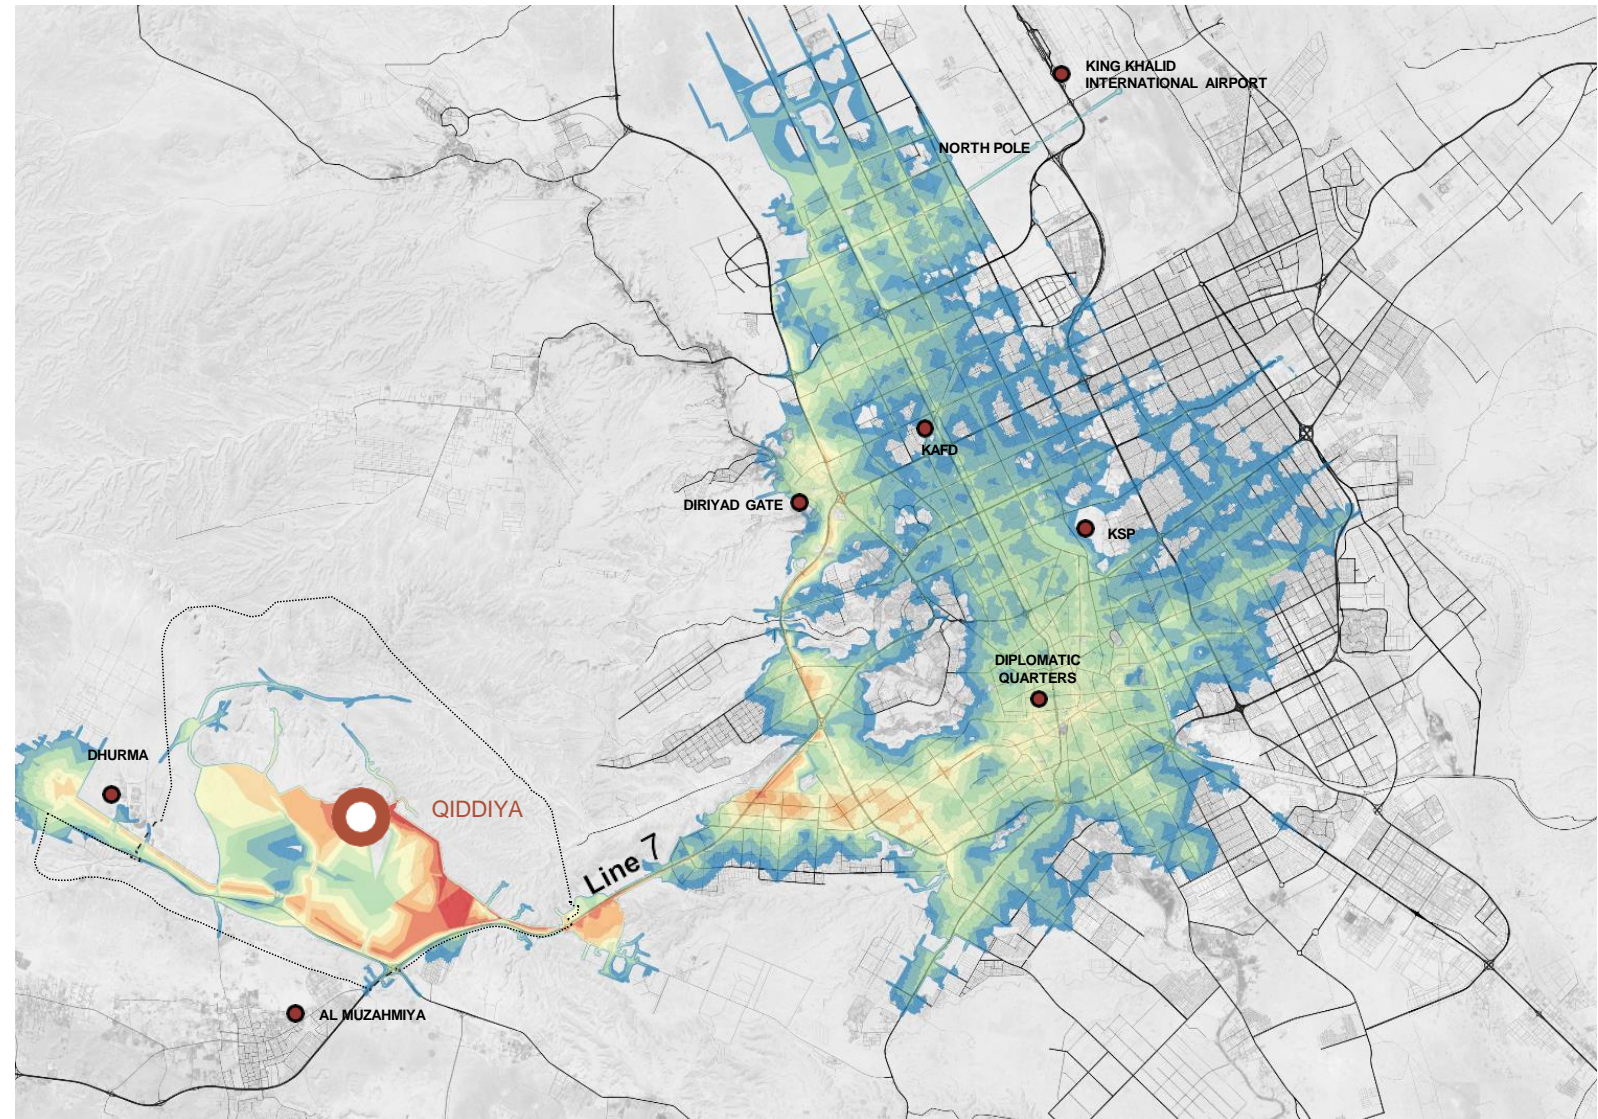 KING KHALID
INTERNATIONAL AIRPORT
NORTH POLE
KAFD
DIRIYAD GATE
KSP
DIPLOMATIC
QUARTERS
DHURMA
QIDDIYA
Line 7
AL MUZAHMIYA